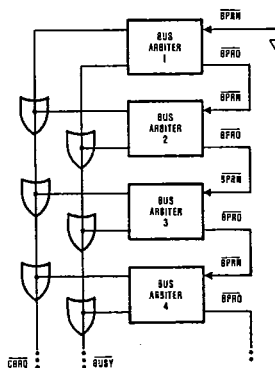 BPRN
BUS
ARBITER
1
BPRO
BPRN
BUS
ARBITER
2
BPRO
BPRN
BUS
ARBITER
3
BPRO
BPRN
BUS
ARBITER
4
BPRO
CBRQ
BUSY